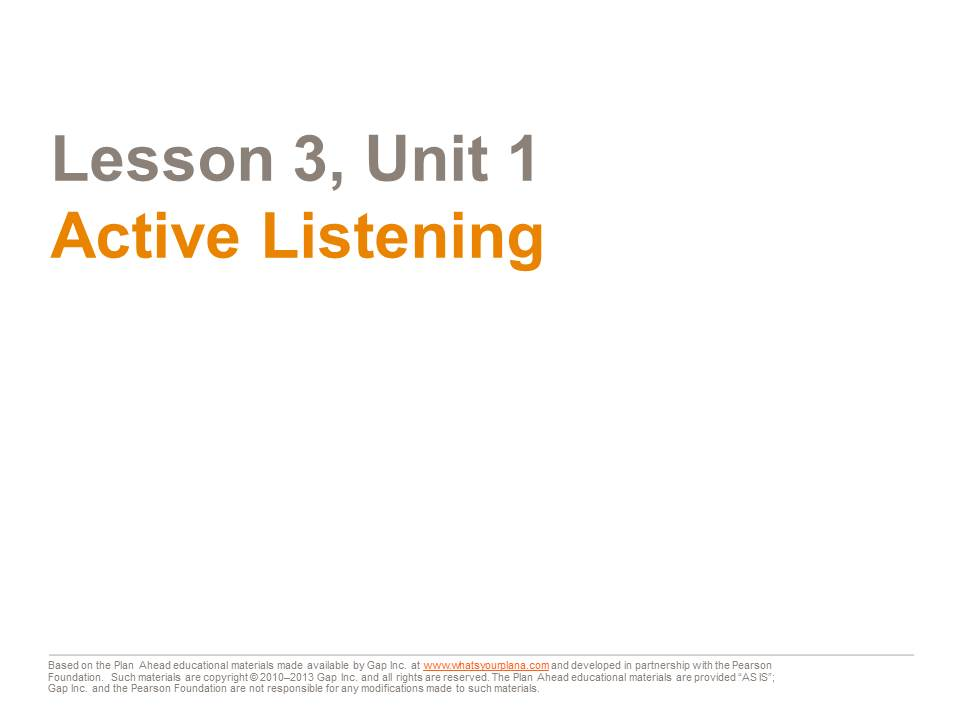 Lesson 3, Unit 1
Active Listening
Based on the Plan Ahead educational materials made available by Gap Inc. at www.whatsyourplana.com and developed in partnership with the Pearson
Foundation. Such materials are copyright © 2010–2013 Gap Inc. and all rights are reserved. The Plan Ahead educational materials are provided “AS IS”;
Gap Inc. and the Pearson Foundation are not responsible for any modifications made to such materials.